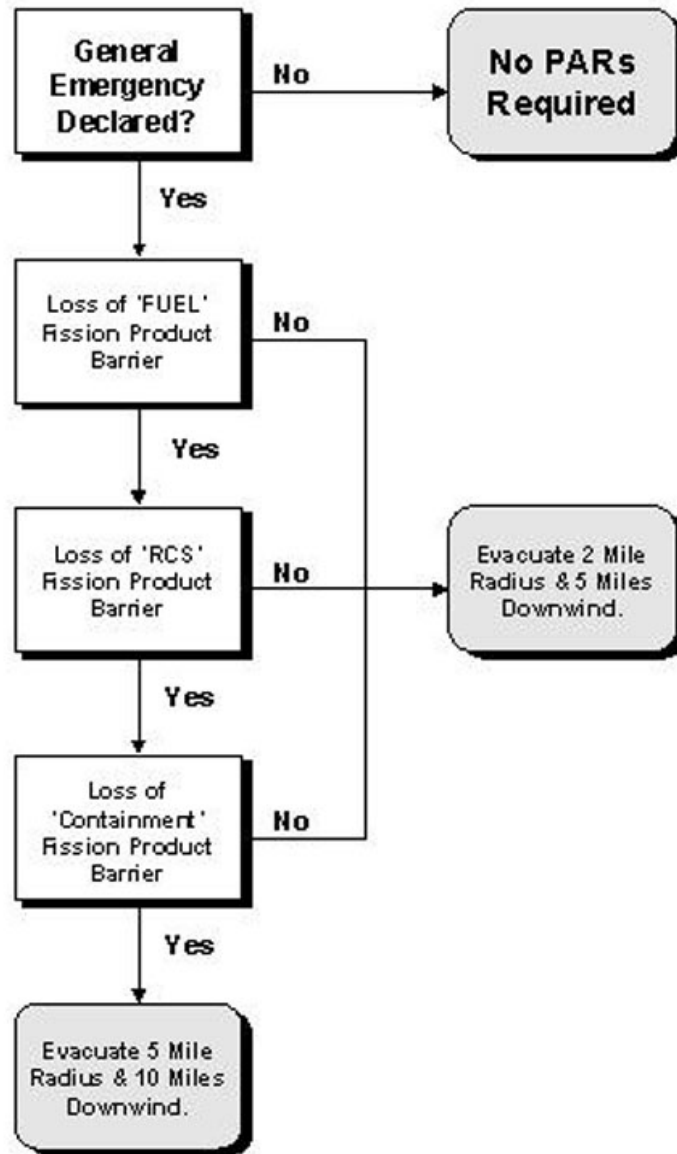 General
Emergency
Declared?
No
No PARs
Required
Yes
Loss of 'FUEL'
Fission Product
Barrier
No
Yes
Loss of 'RCS'
Fission Product
Barrier
No
Evacuate 2 Mile
Radius & 5 Miles
Downwind.
Yes
Loss of
'Containment'
Fission Product
Barrier
No
Yes
Evacuate 5 Mile
Radius & 10 Miles
Downwind.